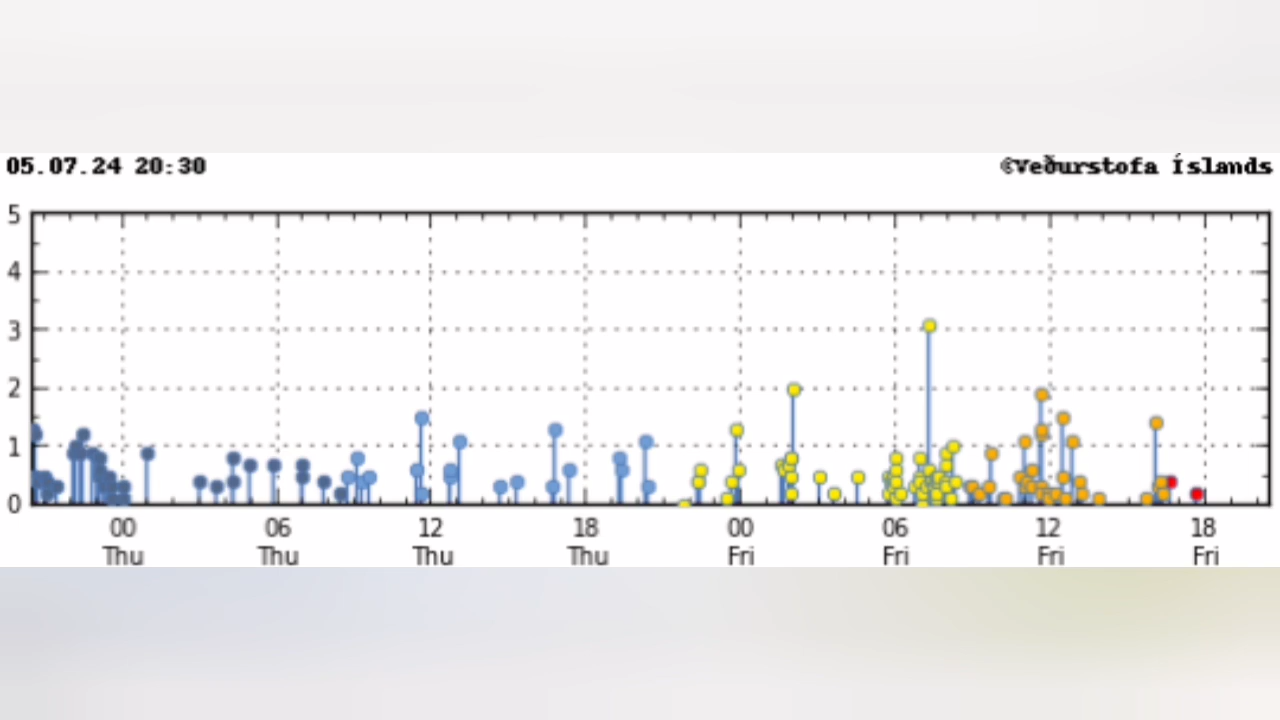 05.07.24 20:30 ©Veðurstofa Íslands
5
4
3
2
1
0
00 06 12 18 00 06 12 18
Thu Thu Thu Thu Fri Fri Fri Fri